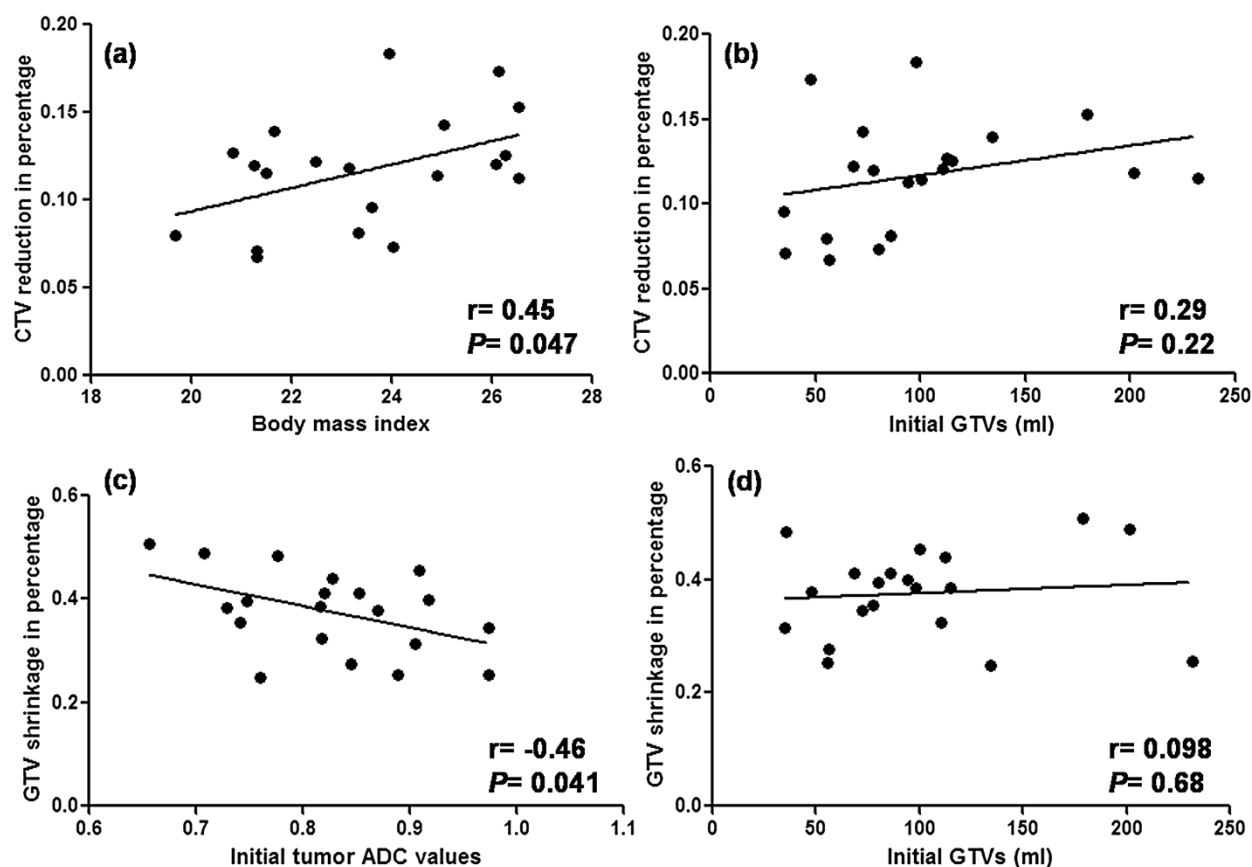 (a)
CTV reduction in percentage
0.20
0.15
0.10
0.05
0.00
18 20 22 24 26 28
Body mass index
r= 0.45
P= 0.047
(b)
CTV reduction in percentage
0.20
0.15
0.10
0.05
0.00
0 50 100 150 200 250
Initial GTVs (ml)
r= 0.29
P= 0.22
(c)
GTV shrinkage in percentage
0.6
0.4
0.2
0.0
0.6 0.7 0.8 0.9 1.0 1.1
Initial tumor ADC values
r= -0.46
P= 0.041
(d)
GTV shrinkage in percentage
0.6
0.4
0.2
0.0
0 50 100 150 200 250
Initial GTVs (ml)
r= 0.098
P= 0.68